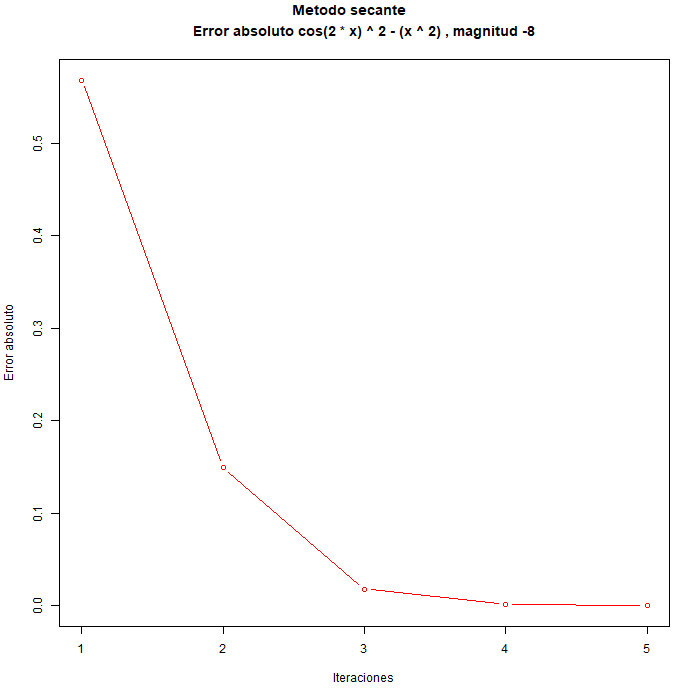 Metodo secante
Error absoluto cos(2 * x) ^ 2 - (x ^ 2) , magnitud -8
Error absoluto
0.5
0.4
0.3
0.2
0.1
0.0
1 2 3 4 5
Iteraciones